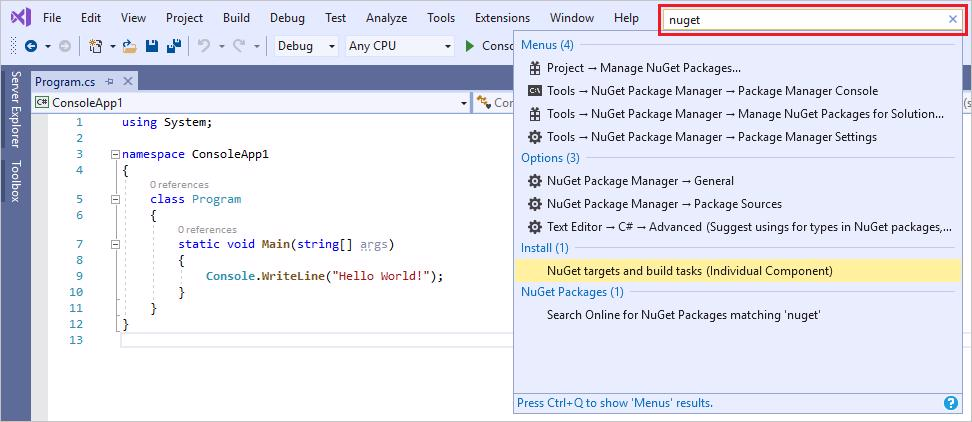 File Edit View Project Build Debug Test Analyze Tools Extensions Window Help nuget
Debug Any CPU Conso
Server Explorer
Toolbox
Program.cs
C# ConsoleApp1 Con
1 using System;
2
3 namespace ConsoleApp1
4 {
0 references
5 class Program
6 {
0 references
7 static void Main(string[] args)
8 {
9 Console.WriteLine("Hello World!");
10 }
11 }
12 }
13
Menus (4)
Project → Manage NuGet Packages...
C:\ Tools → NuGet Package Manager → Package Manager Console
Tools → NuGet Package Manager → Manage NuGet Packages for Solution...
Tools → NuGet Package Manager → Package Manager Settings
Options (3)
NuGet Package Manager → General
NuGet Package Manager → Package Sources
Text Editor → C# → Advanced (Suggest usings for types in NuGet packages,...
Install (1)
NuGet targets and build tasks (Individual Component)
NuGet Packages (1)
Search Online for NuGet Packages matching 'nuget'
Press Ctrl+Q to show 'Menus' results.
?